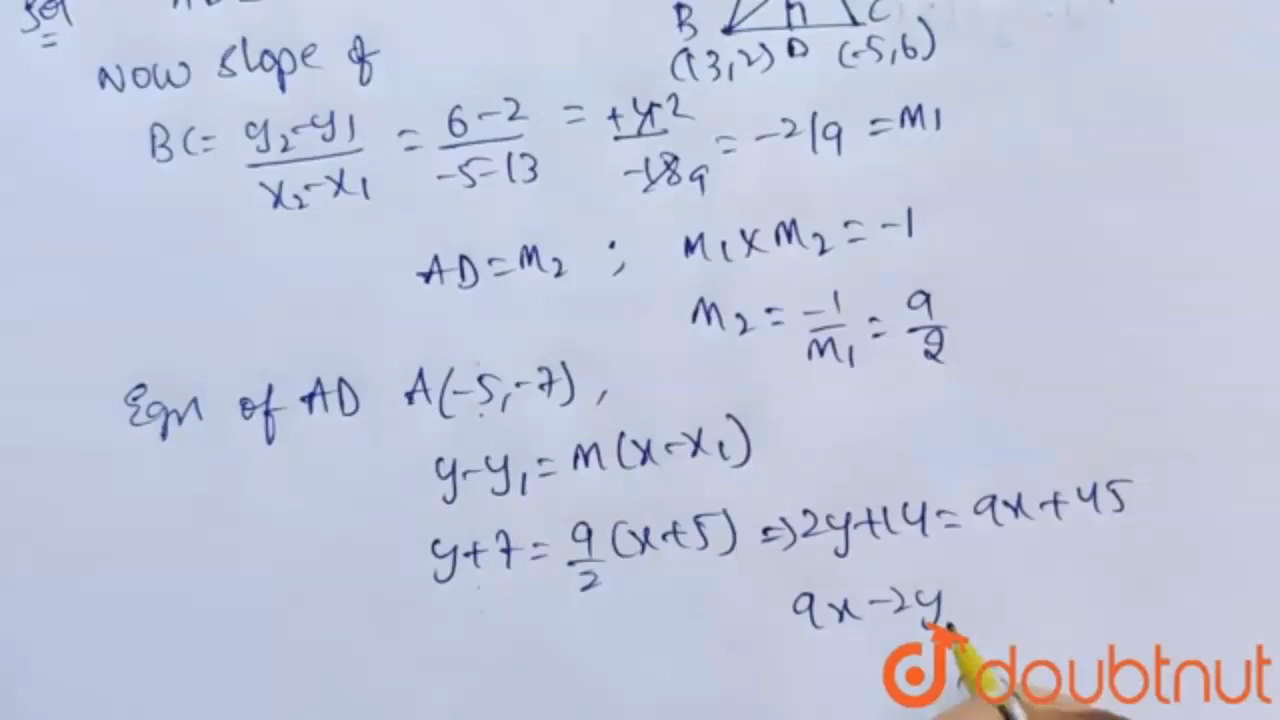 Sol
B C
(13,2) D (-5,6)
Now slope of
BC = y2-y1/x2-x1 = 6-2/-5-13 = +4 2/-18 9 = -2/9 = M1
AD = M2 ; M1 x M2 = -1
M2 = -1/M1 = 9/2
Eqn of AD A(-5,-7),
y-y1 = m(x-x1)
y+7 = 9/2 (x+5) => 2y+14 = 9x+45
9x-2y
doubtnut